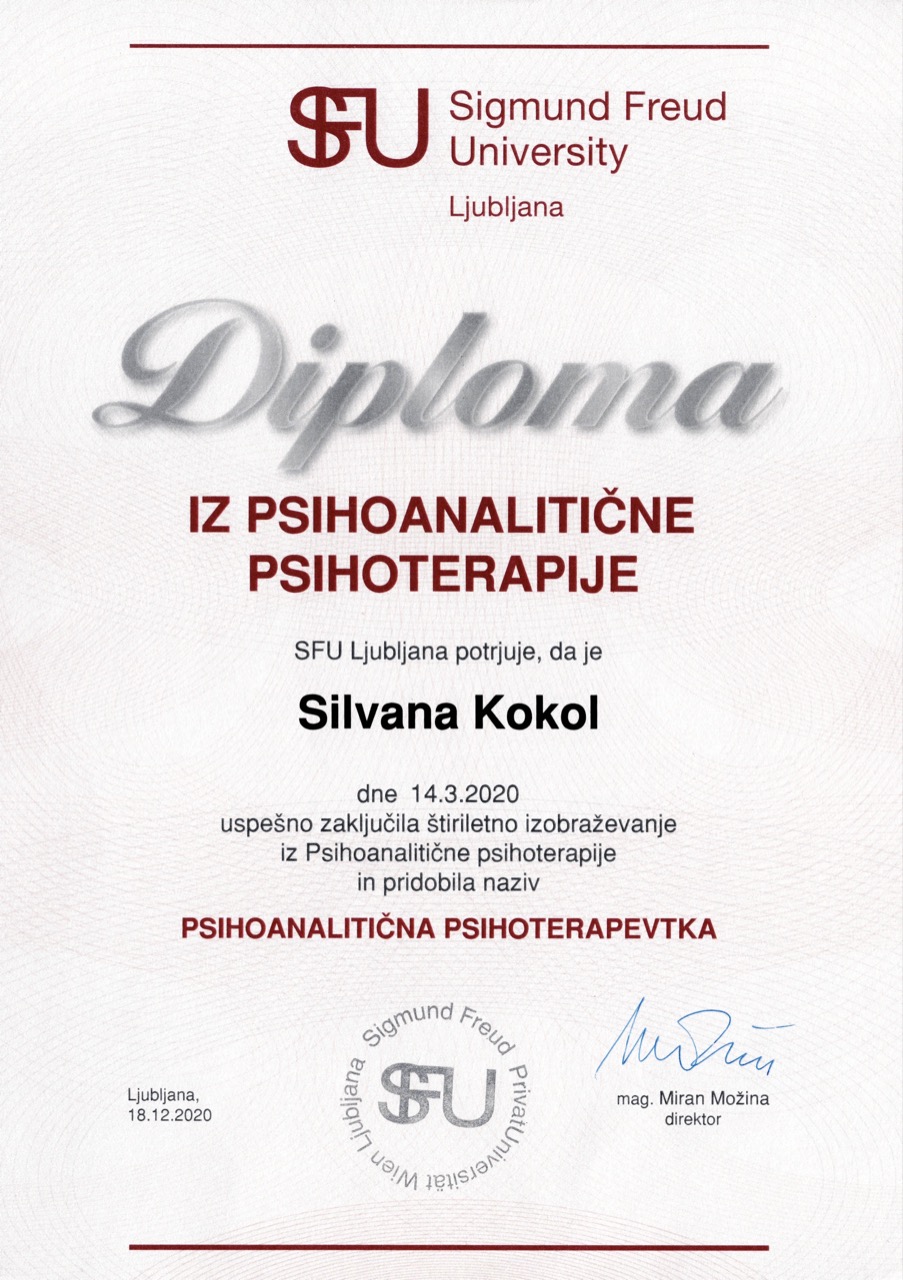 SFU
Sigmund Freud
University
Ljubljana
Diploma
IZ PSIHOANALITIČNE
PSIHOTERAPIJE
SFU Ljubljana potrjuje, da je
Silvana Kokol
dne 14.3.2020
uspešno zaključila štiriletno izobraževanje
iz Psihoanalitične psihoterapije
in pridobila naziv
PSIHOANALITIČNA PSIHOTERAPEVTKA
Sigmund Freud PrivatUniversität Wien Ljubljana
SFU
Ljubljana,
18.12.2020
mag. Miran Možina
direktor